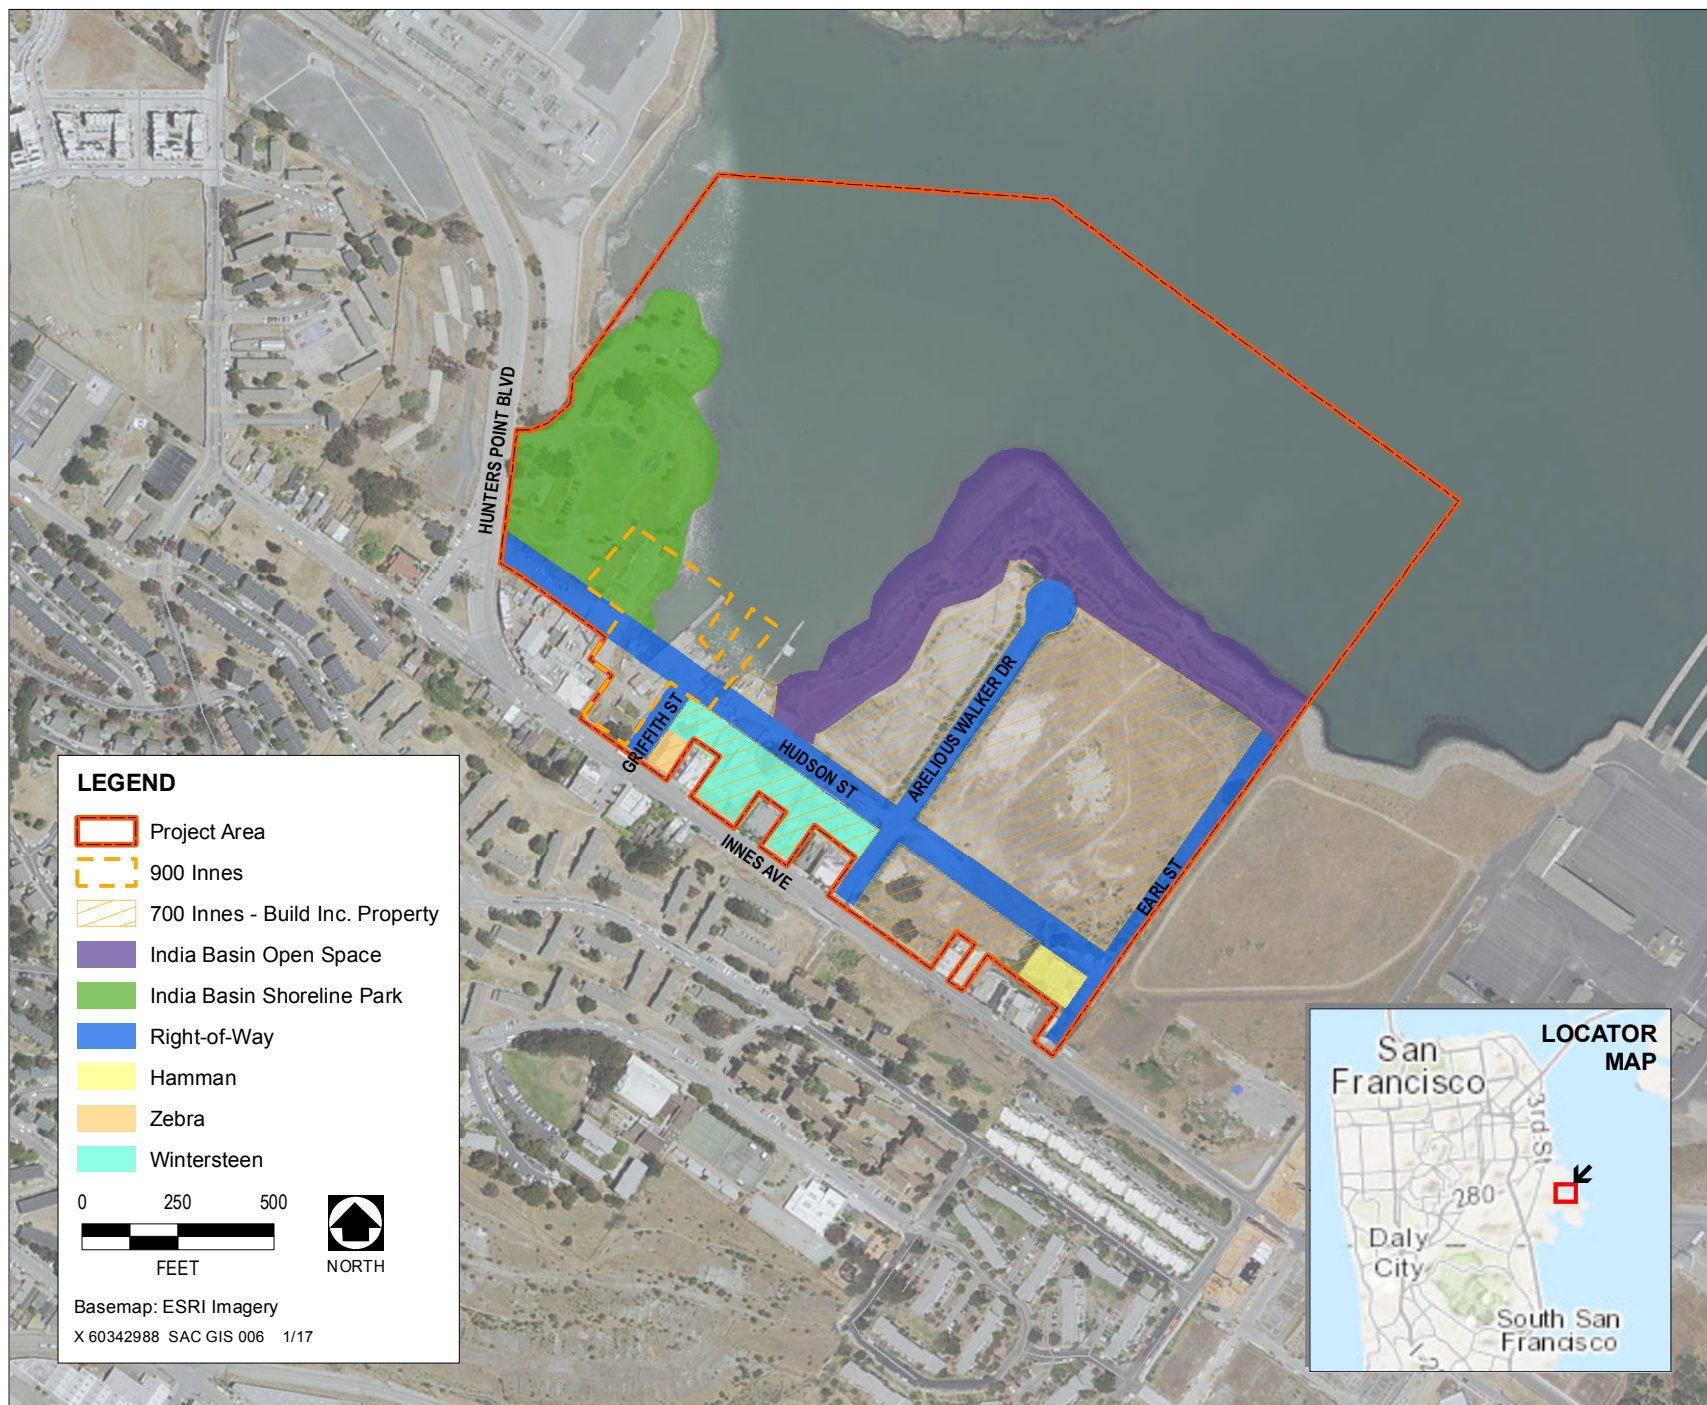 HUNTERS POINT BLVD
GRIFFITH ST
HUDSON ST
ARELIOUS WALKER DR
INNES AVE
EARL ST
LEGEND
Project Area
900 Innes
700 Innes - Build Inc. Property
India Basin Open Space
India Basin Shoreline Park
Right-of-Way
Hamman
Zebra
Wintersteen
0 250 500
FEET
NORTH
Basemap: ESRI Imagery
X 60342988 SAC GIS 006 1/17
LOCATOR
MAP
San
Francisco
3rd St
280
Daly
City
South San
Francisco